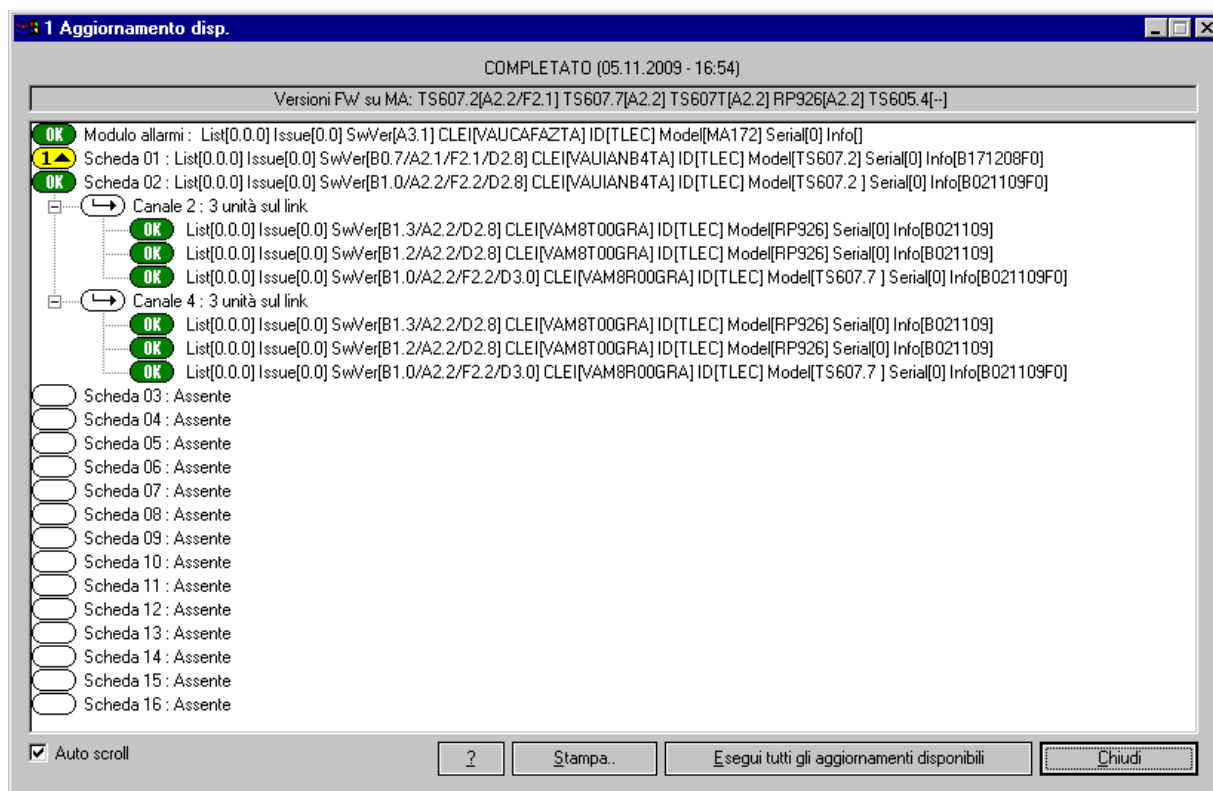 1 Aggiornamento disp.
COMPLETATO (05.11.2009 - 16:54)
Versioni FW su MA: TS607.2[A2.2/F2.1] TS607.7[A2.2] TS607T[A2.2] RP926[A2.2] TS605.4[--]
OK Modulo allarmi : List[0.0.0] Issue[0.0] SwVer[A3.1] CLEI[VAUCAFAZTA] ID[TLEC] Model[MA172] Serial[0] Info[]
1 Scheda 01 : List[0.0.0] Issue[0.0] SwVer[B0.7/A2.1/F2.1/D2.8] CLEI[VAUIANB4TA] ID[TLEC] Model[TS607.2] Serial[0] Info[B171208F0]
OK Scheda 02 : List[0.0.0] Issue[0.0] SwVer[B1.0/A2.2/F2.2/D2.8] CLEI[VAUIANB4TA] ID[TLEC] Model[TS607.2 ] Serial[0] Info[B021109F0]
Canale 2 : 3 unità sul link
OK List[0.0.0] Issue[0.0] SwVer[B1.3/A2.2/D2.8] CLEI[VAM8T00GRA] ID[TLEC] Model[RP926] Serial[0] Info[B021109]
OK List[0.0.0] Issue[0.0] SwVer[B1.2/A2.2/D2.8] CLEI[VAM8T00GRA] ID[TLEC] Model[RP926] Serial[0] Info[B021109]
OK List[0.0.0] Issue[0.0] SwVer[B1.0/A2.2/F2.2/D3.0] CLEI[VAM8R00GRA] ID[TLEC] Model[TS607.7 ] Serial[0] Info[B021109F0]
Canale 4 : 3 unità sul link
OK List[0.0.0] Issue[0.0] SwVer[B1.3/A2.2/D2.8] CLEI[VAM8T00GRA] ID[TLEC] Model[RP926] Serial[0] Info[B021109]
OK List[0.0.0] Issue[0.0] SwVer[B1.2/A2.2/D2.8] CLEI[VAM8T00GRA] ID[TLEC] Model[RP926] Serial[0] Info[B021109]
OK List[0.0.0] Issue[0.0] SwVer[B1.0/A2.2/F2.2/D3.0] CLEI[VAM8R00GRA] ID[TLEC] Model[TS607.7 ] Serial[0] Info[B021109F0]
Scheda 03 : Assente
Scheda 04 : Assente
Scheda 05 : Assente
Scheda 06 : Assente
Scheda 07 : Assente
Scheda 08 : Assente
Scheda 09 : Assente
Scheda 10 : Assente
Scheda 11 : Assente
Scheda 12 : Assente
Scheda 13 : Assente
Scheda 14 : Assente
Scheda 15 : Assente
Scheda 16 : Assente
Auto scroll ? Stampa.. Esegui tutti gli aggiornamenti disponibili Chiudi